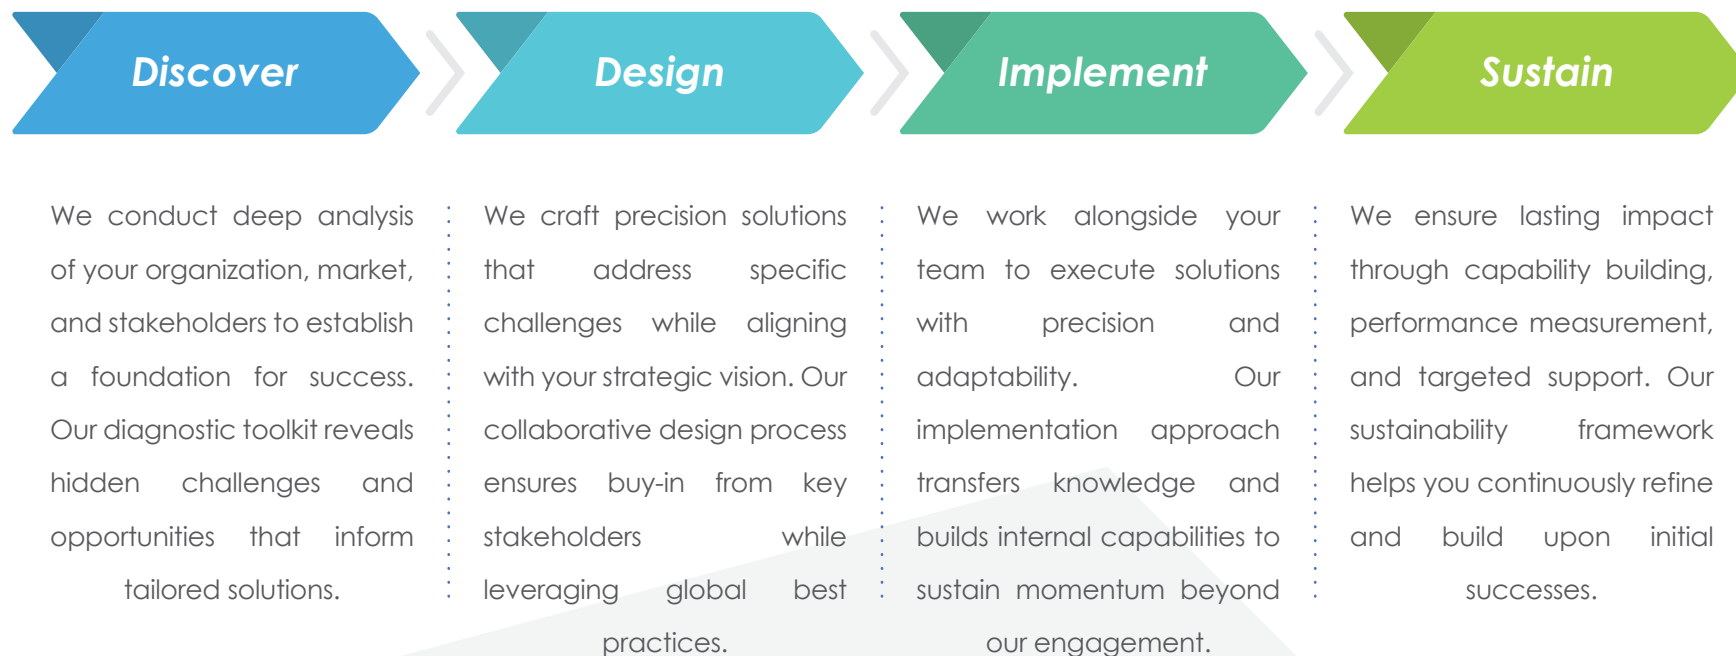 Discover
We conduct deep analysis
of your organization, market,
and stakeholders to establish
a foundation for success.
Our diagnostic toolkit reveals
hidden challenges and
opportunities that inform
tailored solutions.
Design
We craft precision solutions
that address specific
challenges while aligning
with your strategic vision. Our
collaborative design process
ensures buy-in from key
stakeholders while
leveraging global best
practices.
Implement
We work alongside your
team to execute solutions
with precision and
adaptability. Our
implementation approach
transfers knowledge and
builds internal capabilities to
sustain momentum beyond
our engagement.
Sustain
We ensure lasting impact
through capability building,
performance measurement,
and targeted support. Our
sustainability framework
helps you continuously refine
and build upon initial
successes.